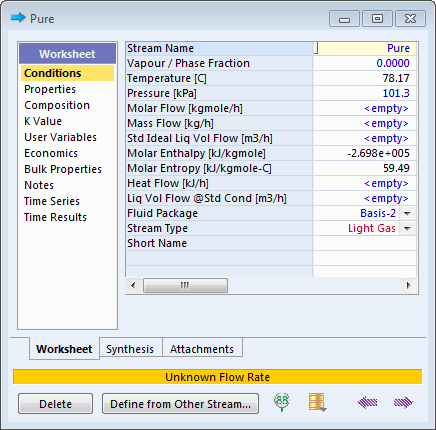 Pure
Worksheet
Conditions
Properties
Composition
K Value
User Variables
Economics
Bulk Properties
Notes
Time Series
Time Results
Stream Name Pure
Vapour / Phase Fraction 0.0000
Temperature [C] 78.17
Pressure [kPa] 101.3
Molar Flow [kgmole/h] <empty>
Mass Flow [kg/h] <empty>
Std Ideal Liq Vol Flow [m3/h] <empty>
Molar Enthalpy [kJ/kgmole] -2.698e+005
Molar Entropy [kJ/kgmole-C] 59.49
Heat Flow [kJ/h] <empty>
Liq Vol Flow @Std Cond [m3/h] <empty>
Fluid Package Basis-2
Stream Type Light Gas
Short Name
Worksheet Synthesis Attachments
Unknown Flow Rate
Delete Define from Other Stream...